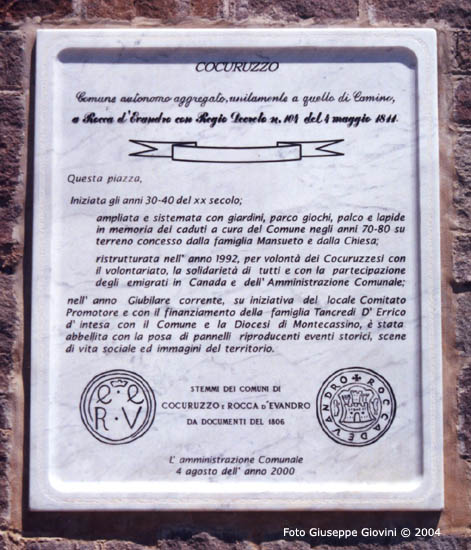 COCURUZZO
Comune autonomo aggregato, unitamente a quello di Camino,
a Rocca d'Evandro con Regio Decreto n. 104 del 4 maggio 1811.
Questa piazza,
Iniziata gli anni 30-40 del xx secolo;
ampliata e sistemata con giardini, parco giochi, palco e lapide
in memoria dei caduti a cura del Comune negli anni 70-80 su
terreno concesso dalla famiglia Mansueto e dalla Chiesa;
ristrutturata nell' anno 1992, per volontà dei Cocuruzzesi con
il volontariato, la solidarietà di tutti e con la partecipazione
degli emigrati in Canada e dell' Amministrazione Comunale;
nell' anno Giubilare corrente, su iniziativa del locale Comitato
Promotore e con il finanziamento della famiglia Tancredi D' Errico
d' intesa con il Comune e la Diocesi di Montecassino, è stata
abbellita con la posa di pannelli riproducenti eventi storici, scene
di vita sociale ed immagini del territorio.
e e
R · V
STEMMI DEI COMUNI DI
COCURUZZO E ROCCA D'EVANDRO
DA DOCUMENTI DEL 1806
ROCCA DEVANDRO
L' amministrazione Comunale
4 agosto dell' anno 2000
Foto Giuseppe Giovini © 2004